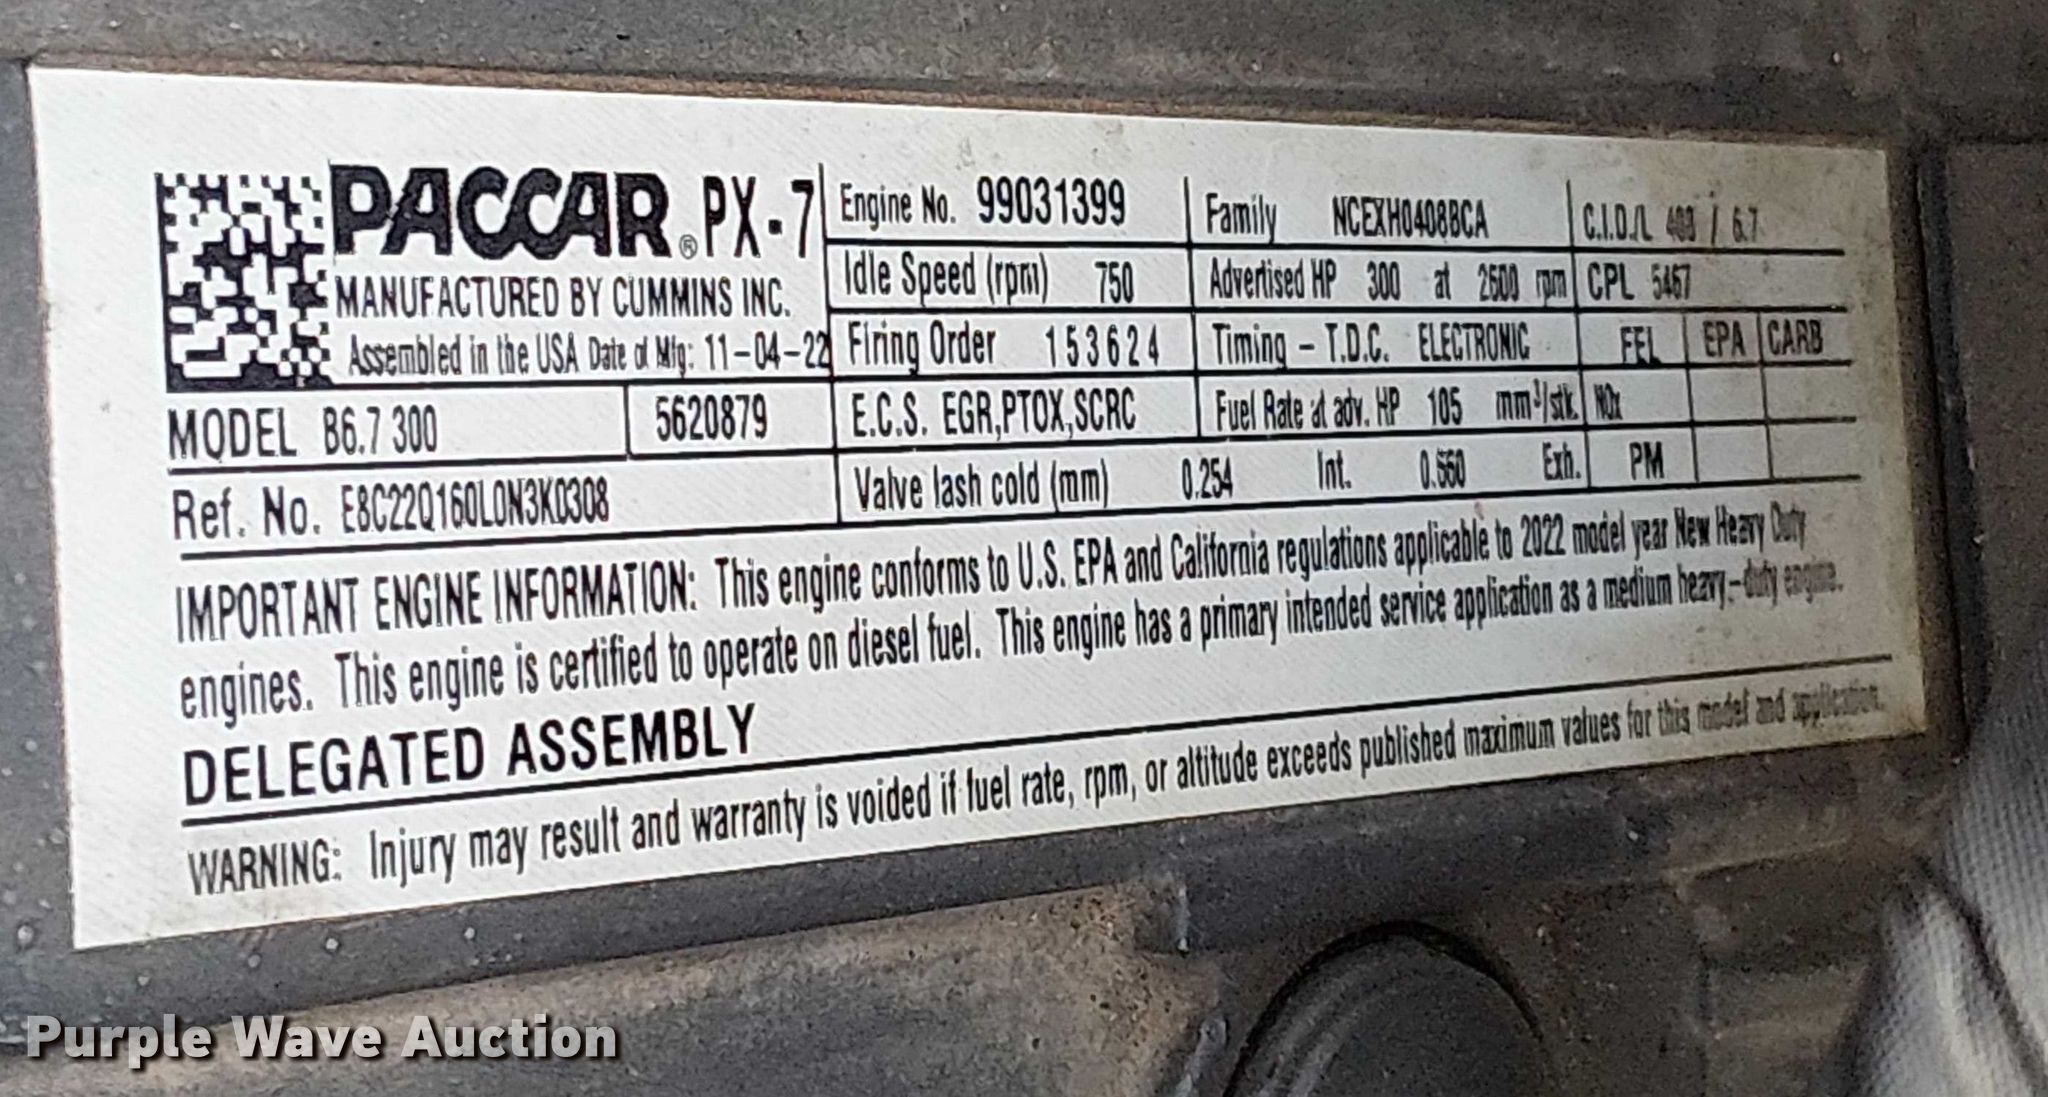 PACCAR® PX-7
MANUFACTURED BY CUMMINS INC.
Assembled in the USA Date of Mfg: 11-04-22
MODEL B6.7 300 5620879
Ref. No. E8C22Q160L0N3K0308
Engine No. 99031399
Idle Speed (rpm) 750
Firing Order 153624
E.C.S. EGR,PTOX,SCRC
Valve lash cold (mm) 0.254 Int. 0.560 Exh.
Family NCEXH0408BCA
Advertised HP 300 at 2600 rpm
Timing – T.D.C. ELECTRONIC
Fuel Rate at adv. HP 105 mm³/stk.
C.I.D./L / 6.7
CPL 5467
FEL EPA CARB
NOx
PM
IMPORTANT ENGINE INFORMATION: This engine conforms to U.S. EPA and California regulations applicable to 2022 model year New Heavy Duty
engines. This engine is certified to operate on diesel fuel. This engine has a primary intended service application as a medium heavy-duty engine.
DELEGATED ASSEMBLY
WARNING: Injury may result and warranty is voided if fuel rate, rpm, or altitude exceeds published maximum values for this model and application.
Purple Wave Auction